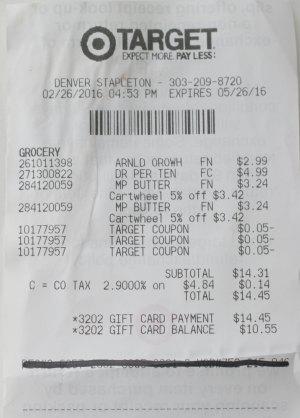 TARGET
EXPECT MORE. PAY LESS.
DENVER STAPLETON - 303-209-8720
02/26/2016 04:53 PM EXPIRES 05/26/16
GROCERY
261011398 ARNLD OROWH FN $2.99
271300822 DR PER TEN FC $4.99
284120059 MP BUTTER FN $3.24
Cartwheel 5% off $3.42
284120059 MP BUTTER FN $3.24
Cartwheel 5% off $3.42
10177957 TARGET COUPON $0.05-
10177957 TARGET COUPON $0.05-
10177957 TARGET COUPON $0.05-
SUBTOTAL $14.31
C = CO TAX 2.9000% on $4.84 $0.14
TOTAL $14.45
*3202 GIFT CARD PAYMENT $14.45
*3202 GIFT CARD BALANCE $10.55